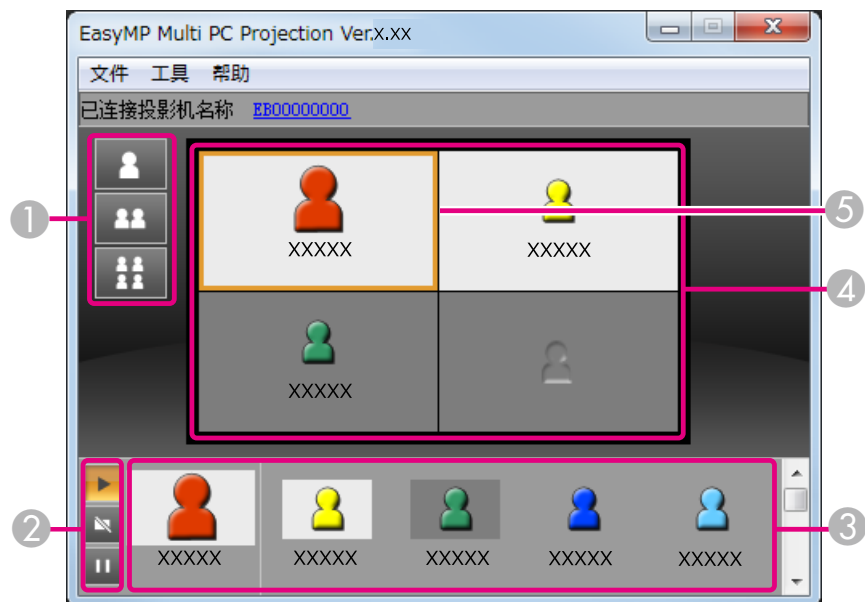 EasyMP Multi PC Projection Ver.x.xx
文件 工具 帮助
已连接投影机名称 EB00000000
1
5
XXXXX XXXXX
4
XXXXX
2
3
XXXXX XXXXX XXXXX XXXXX XXXXX